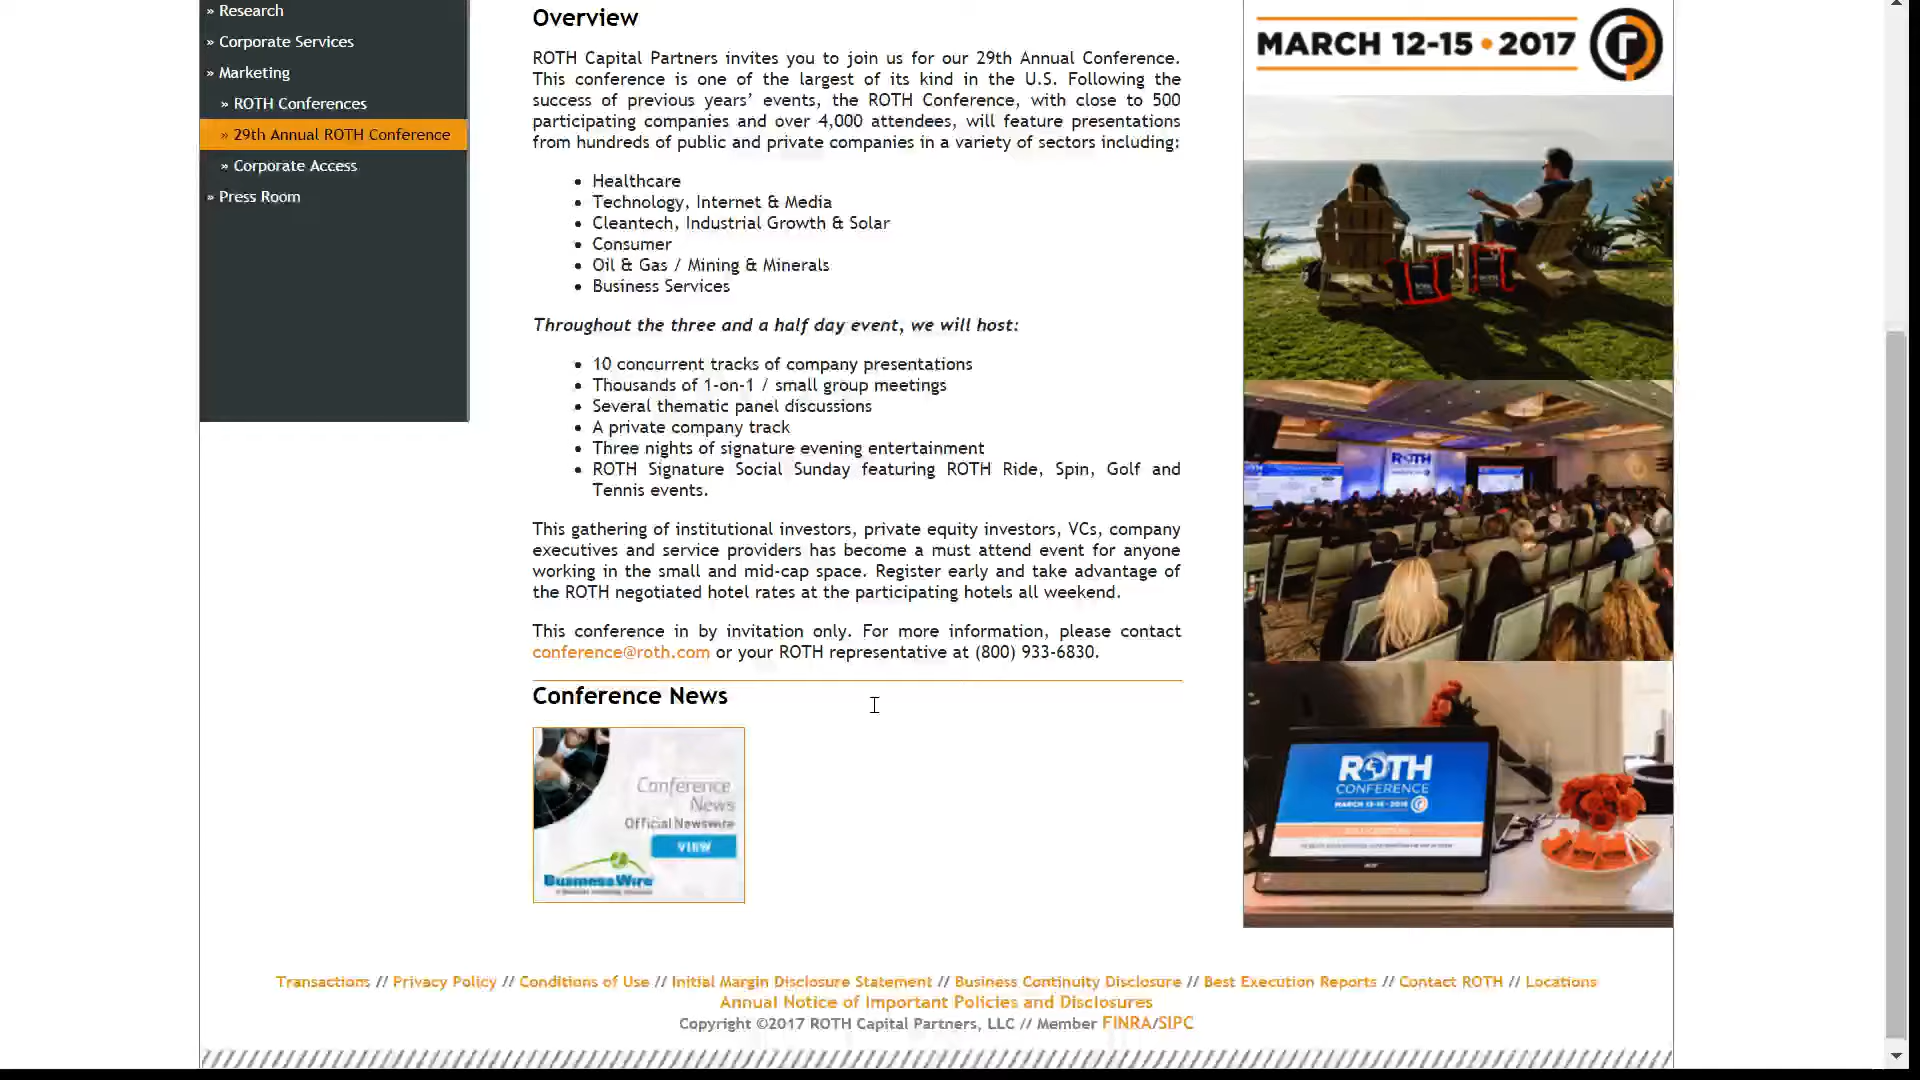 » Research
» Corporate Services
» Marketing
» ROTH Conferences
» 29th Annual ROTH Conference
» Corporate Access
» Press Room
Overview
ROTH Capital Partners invites you to join us for our 29th Annual Conference.
This conference is one of the largest of its kind in the U.S. Following the
success of previous years’ events, the ROTH Conference, with close to 500
participating companies and over 4,000 attendees, will feature presentations
from hundreds of public and private companies in a variety of sectors including:
• Healthcare
• Technology, Internet & Media
• Cleantech, Industrial Growth & Solar
• Consumer
• Oil & Gas / Mining & Minerals
• Business Services
Throughout the three and a half day event, we will host:
• 10 concurrent tracks of company presentations
• Thousands of 1-on-1 / small group meetings
• Several thematic panel discussions
• A private company track
• Three nights of signature evening entertainment
• ROTH Signature Social Sunday featuring ROTH Ride, Spin, Golf and
Tennis events.
This gathering of institutional investors, private equity investors, VCs, company
executives and service providers has become a must attend event for anyone
working in the small and mid-cap space. Register early and take advantage of
the ROTH negotiated hotel rates at the participating hotels all weekend.
This conference in by invitation only. For more information, please contact
conference@roth.com or your ROTH representative at (800) 933-6830.
Conference News
Conference
News
Official Newswire
VIEW
BusinessWire
MARCH 12-15 • 2017
r
ROTH
ROTH
CONFERENCE
acer
Transactions // Privacy Policy // Conditions of Use // Initial Margin Disclosure Statement // Business Continuity Disclosure // Best Execution Reports // Contact ROTH // Locations
Annual Notice of Important Policies and Disclosures
Copyright ©2017 ROTH Capital Partners, LLC // Member FINRA/SIPC